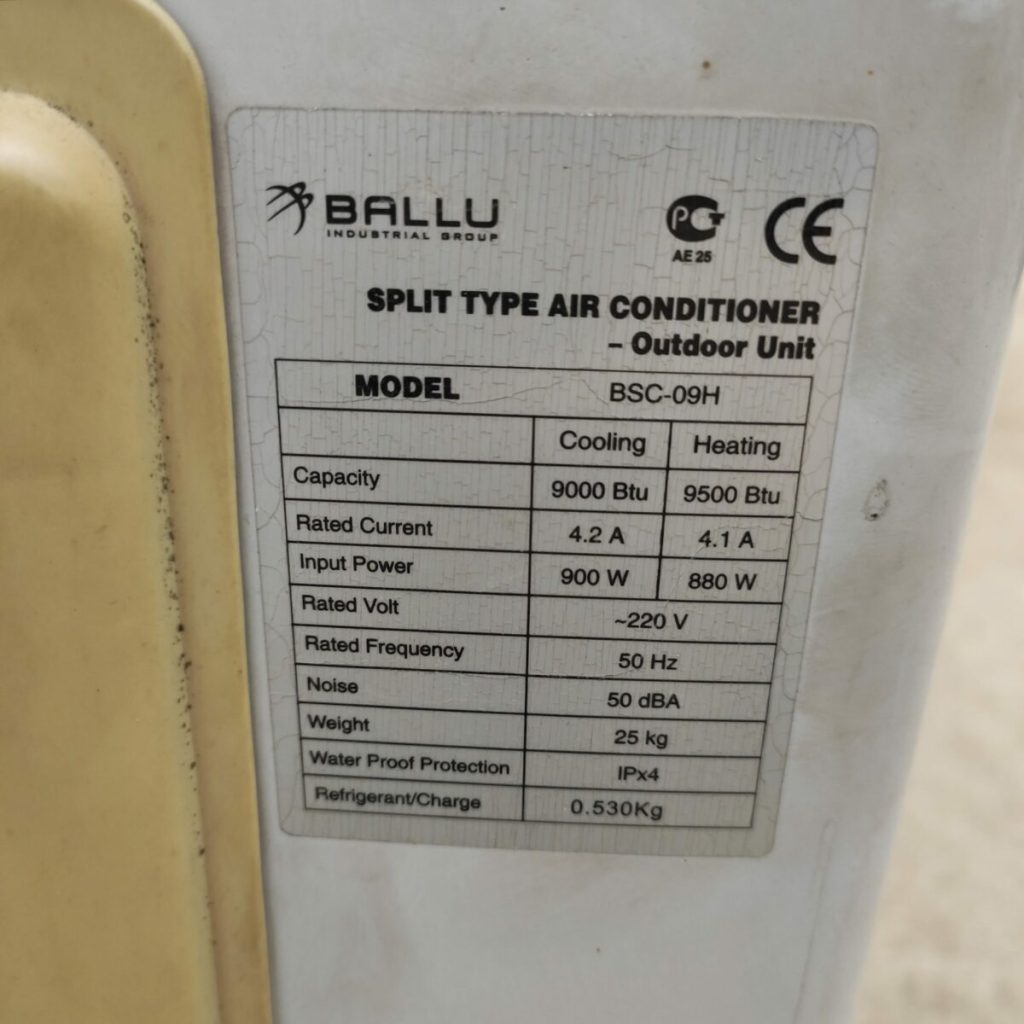 BALLU
INDUSTRIAL GROUP
PCT
AE 25
CE
SPLIT TYPE AIR CONDITIONER
– Outdoor Unit
MODEL BSC-09H
Cooling Heating
Capacity 9000 Btu 9500 Btu
Rated Current 4.2 A 4.1 A
Input Power 900 W 880 W
Rated Volt ~220 V
Rated Frequency 50 Hz
Noise 50 dBA
Weight 25 kg
Water Proof Protection IPx4
Refrigerant/Charge 0.530Kg